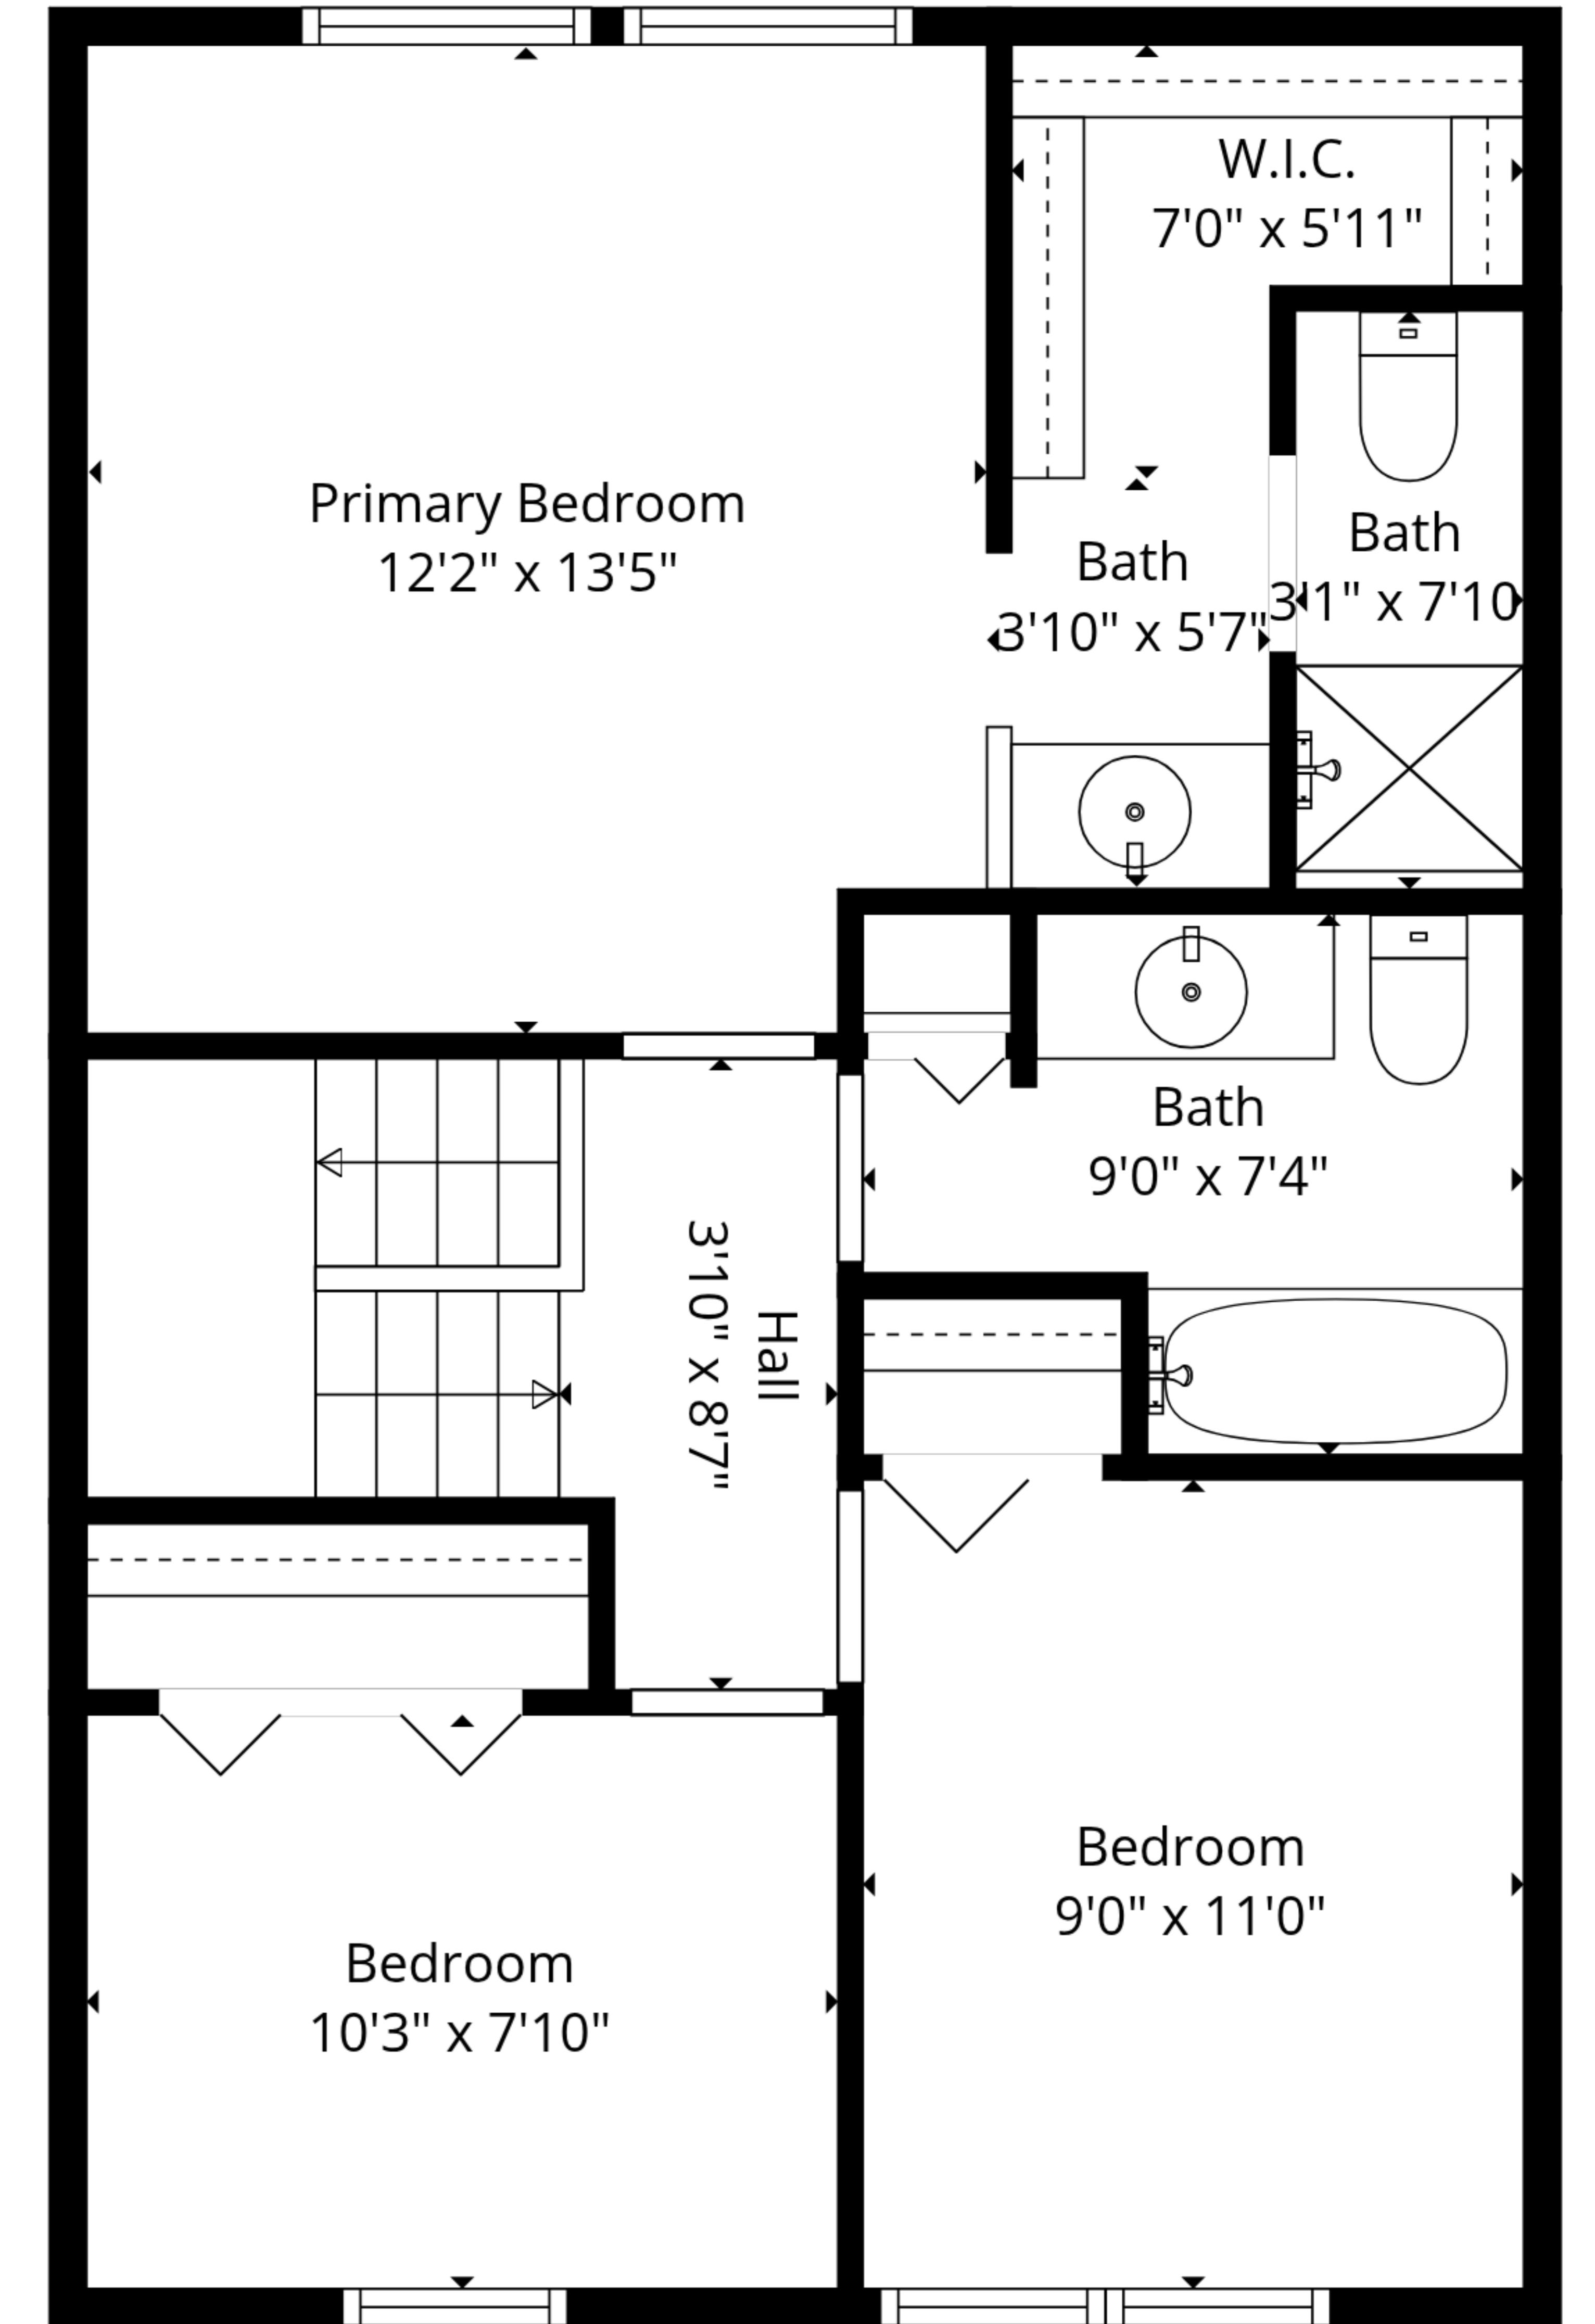 W.I.C.
7'0" x 5'11"
Primary Bedroom
12'2" x 13'5"
Bath
3'10" x 5'7"
Bath
3'1" x 7'10
Bath
9'0" x 7'4"
Hall
3'10" x 8'7"
Bedroom
9'0" x 11'0"
Bedroom
10'3" x 7'10"